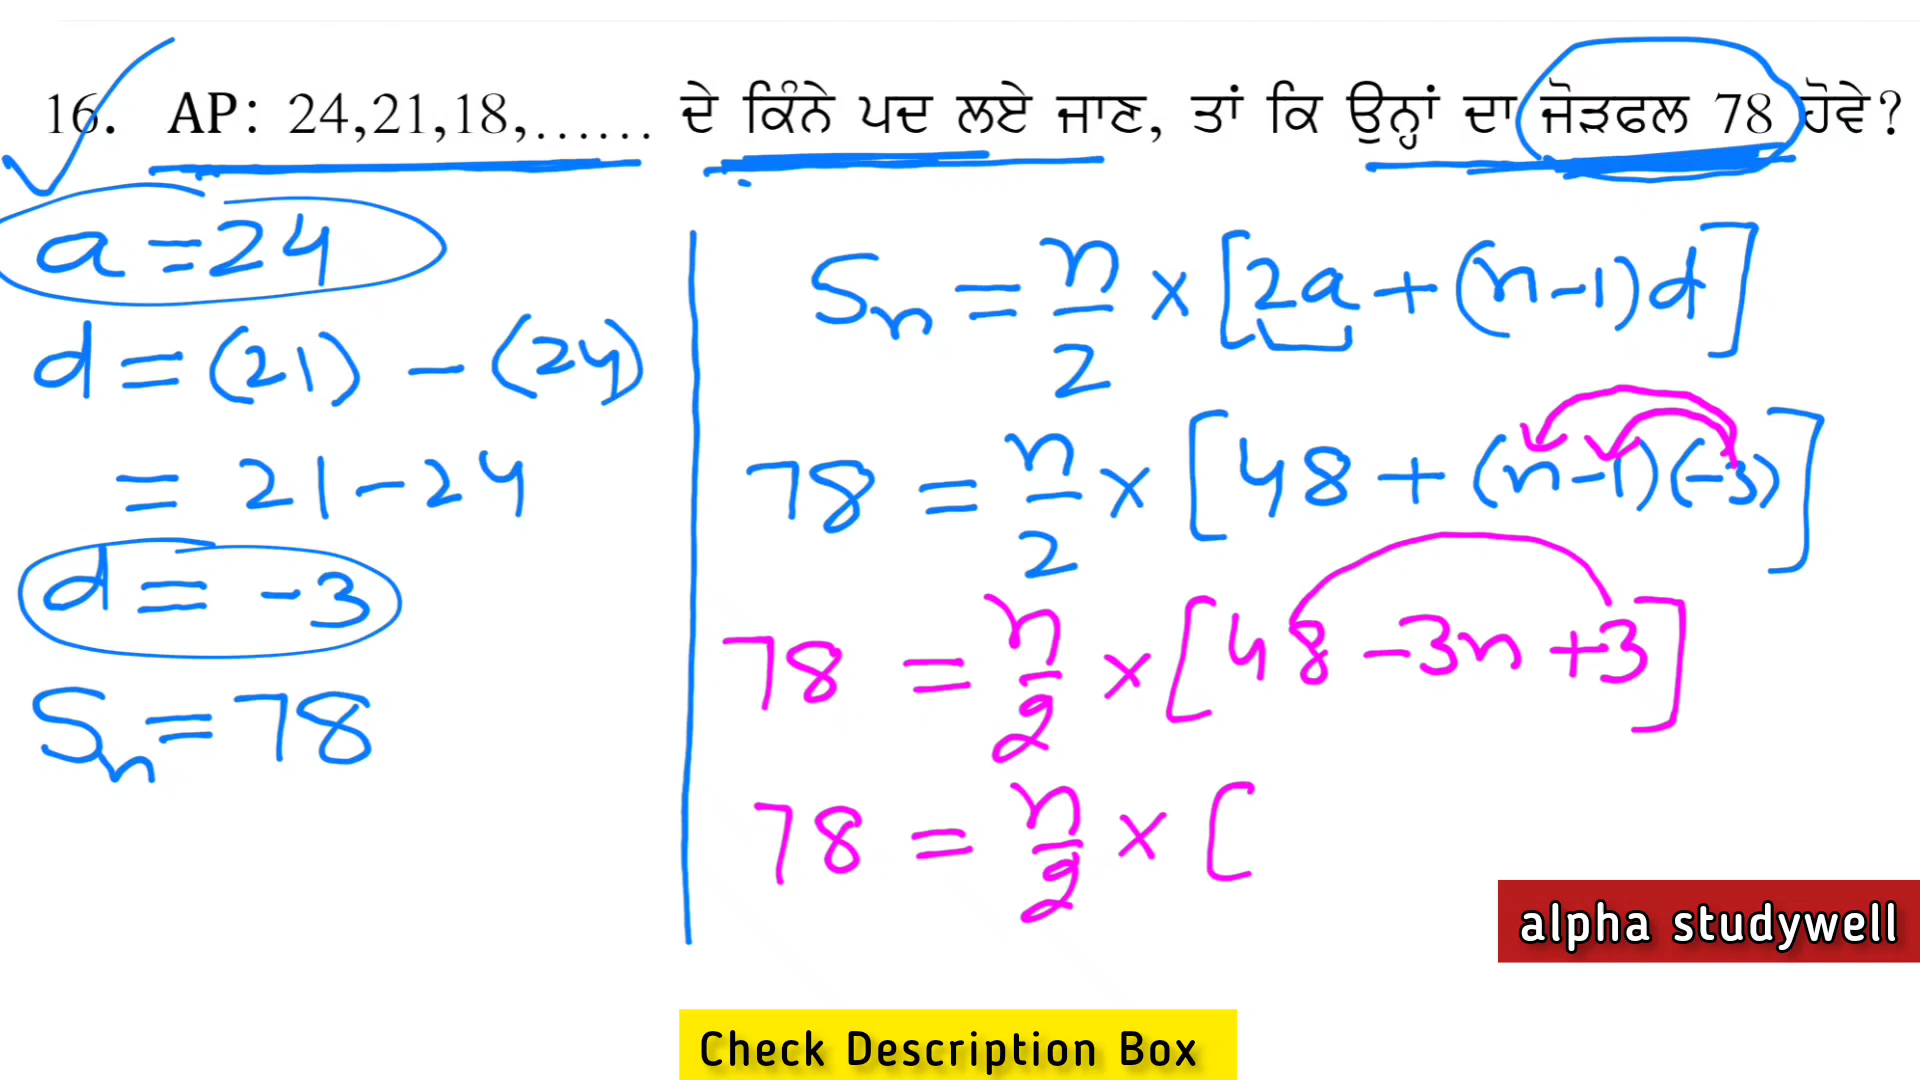 16. AP: 24,21,18,...... ਦੇ ਕਿੰਨੇ ਪਦ ਲਏ ਜਾਣ, ਤਾਂ ਕਿ ਉਨ੍ਹਾਂ ਦਾ ਜੋੜਫਲ 78 ਹੋਵੇ?
a = 24
d = (21) - (24)
= 21 - 24
d = -3
Sn = 78
Sn = n/2 × [2a + (n-1)d]
78 = n/2 × [48 + (n-1)(-3)]
78 = n/2 × [48 - 3n + 3]
78 = n/2 × [
alpha studywell
Check Description Box